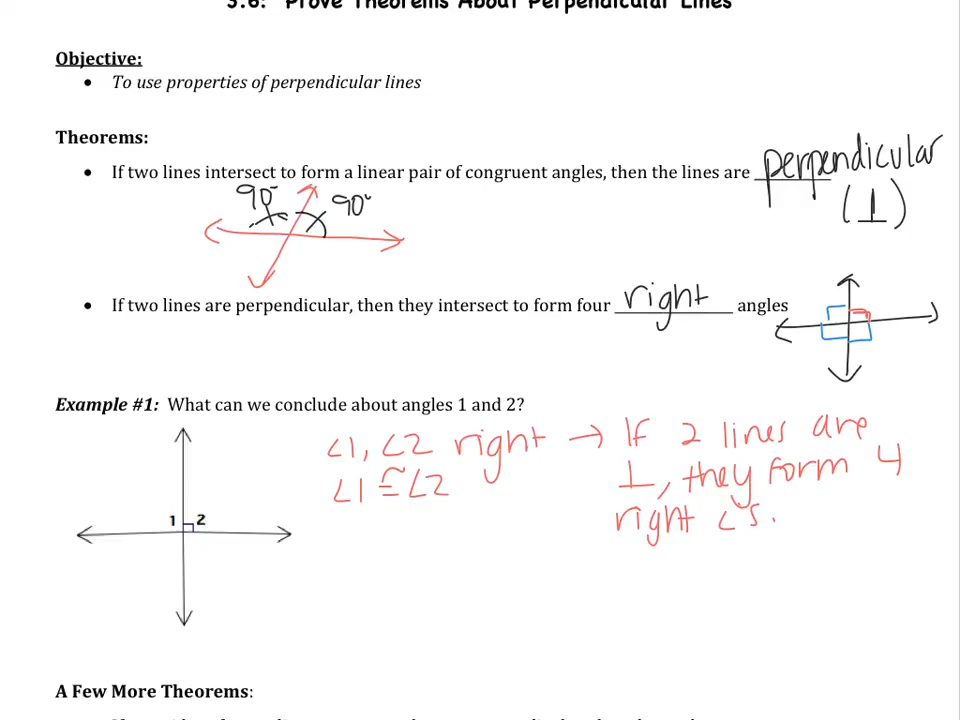 3.6: Prove Theorems About Perpendicular Lines
Objective:
• To use properties of perpendicular lines
Theorems:
• If two lines intersect to form a linear pair of congruent angles, then the lines are perpendicular
(⊥)
90° 90°
• If two lines are perpendicular, then they intersect to form four right angles
Example #1: What can we conclude about angles 1 and 2?
∠1, ∠2 right → If 2 lines are
∠1 ≅ ∠2 ⊥, they form 4
right ∠s.
1 2
A Few More Theorems: